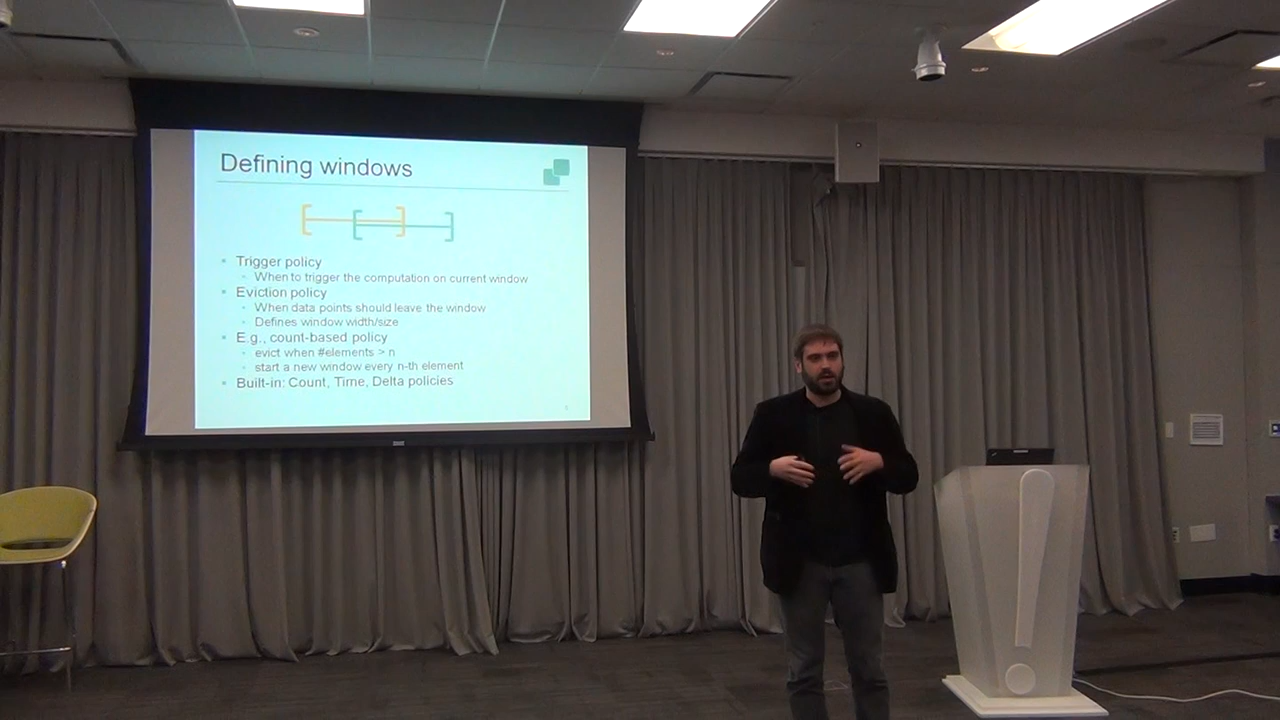 Defining windows
Trigger policy
When to trigger the computation on current window
Eviction policy
When data points should leave the window
Defines window width/size
E.g., count-based policy
evict when #elements > n
start a new window every n-th element
Built-in: Count, Time, Delta policies